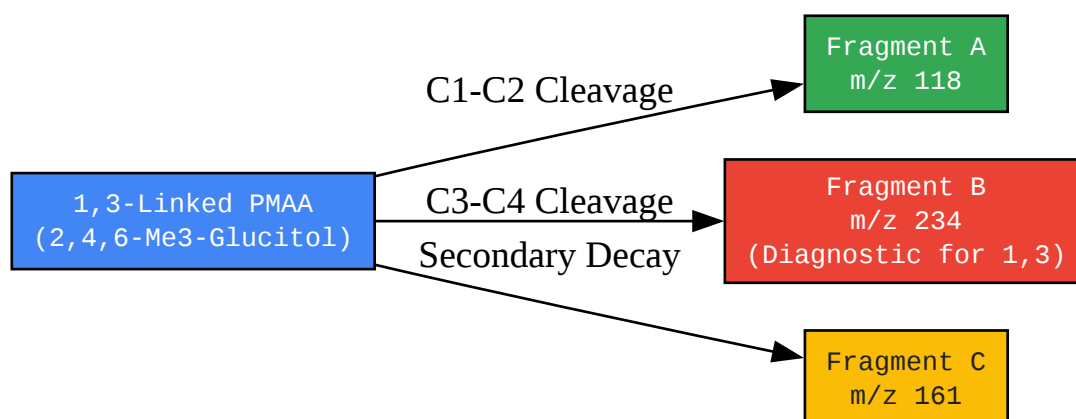 1,3-Linked PMAA
(2,4,6-Me3-Glucitol)
C1-C2 Cleavage
C3-C4 Cleavage
Secondary Decay
Fragment A
m/z 118
Fragment B
m/z 234
(Diagnostic for 1,3)
Fragment C
m/z 161